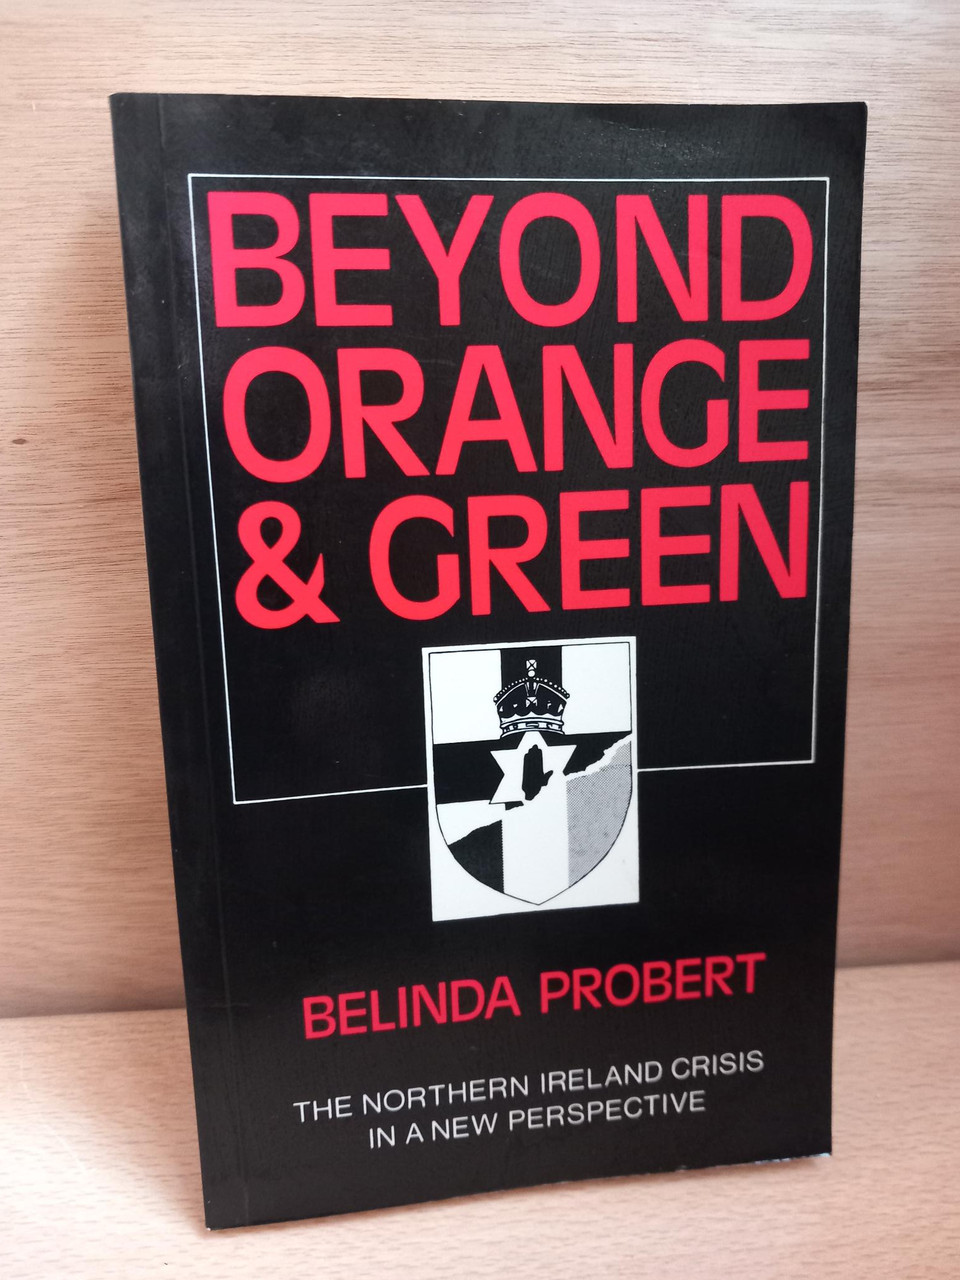 BEYOND
ORANGE
& GREEN
BELINDA PROBERT
THE NORTHERN IRELAND CRISIS
IN A NEW PERSPECTIVE